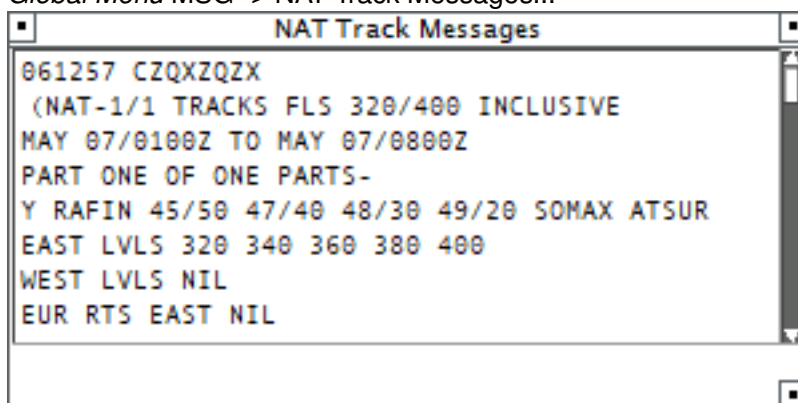 Global Menu MSG -> NAT Track Messages...
NAT Track Messages
061257 CZQXZQZX
(NAT-1/1 TRACKS FLS 320/400 INCLUSIVE
MAY 07/0100Z TO MAY 07/0800Z
PART ONE OF ONE PARTS-
Y RAFIN 45/50 47/40 48/30 49/20 SOMAX ATSUR
EAST LVLS 320 340 360 380 400
WEST LVLS NIL
EUR RTS EAST NIL